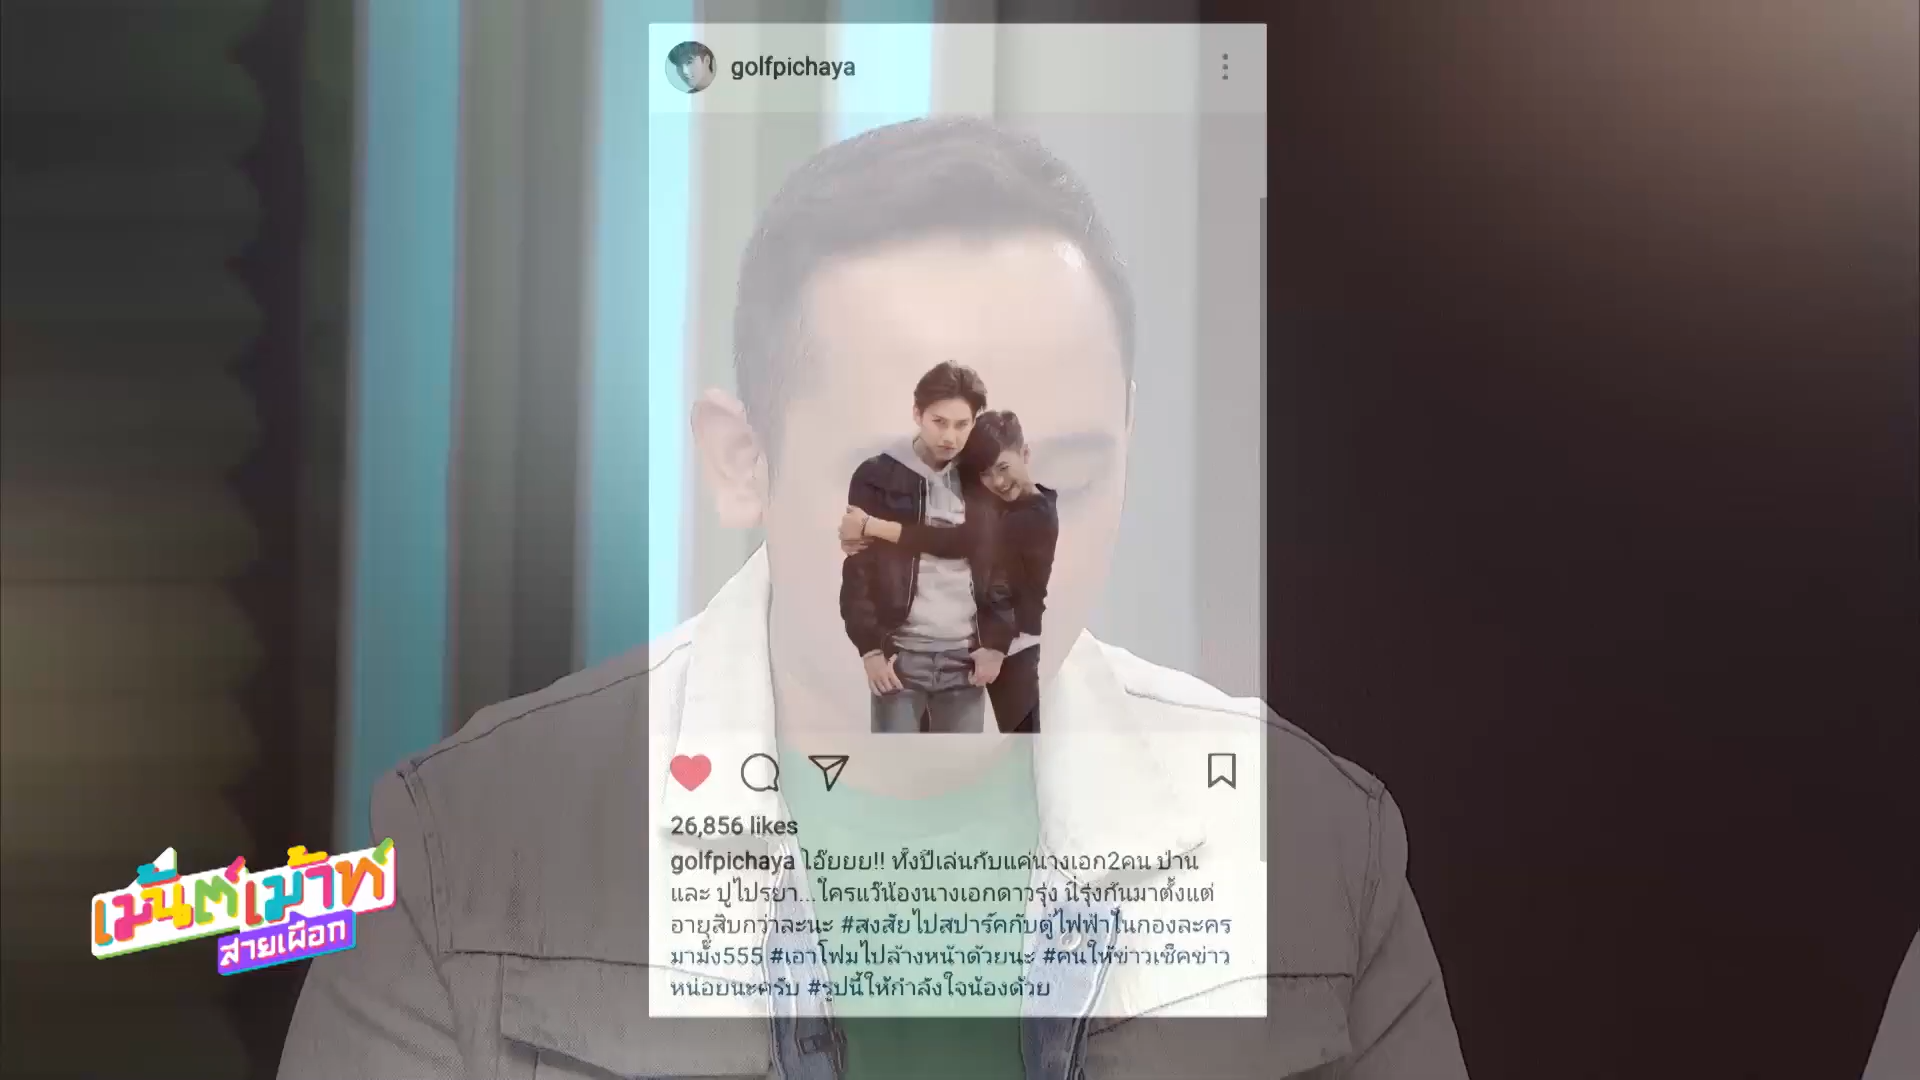 golfpichaya
26,856 likes
golfpichaya ไอ๊ยยย!! ทั้งปีเล่นกับแค่นางเอก2คน ป่าน
และ ปูไปรยา...ใครแว๊น้องนางเอกดาวรุ่ง นี่รุ่งกันมาตั้งแต่
อายุสิบกว่าละนะ #สงสัยไปสปาร์คกับตู้ไฟฟ้าในกองละคร
มามั้ง555 #เอาโฟมไปล้างหน้าด้วยนะ #คนให้ข่าวเช็คข่าว
หน่อยนะครับ #รูปนี้ให้กำลังใจน้องด้วย
เม้นต์เม้าท์
สายเผือก